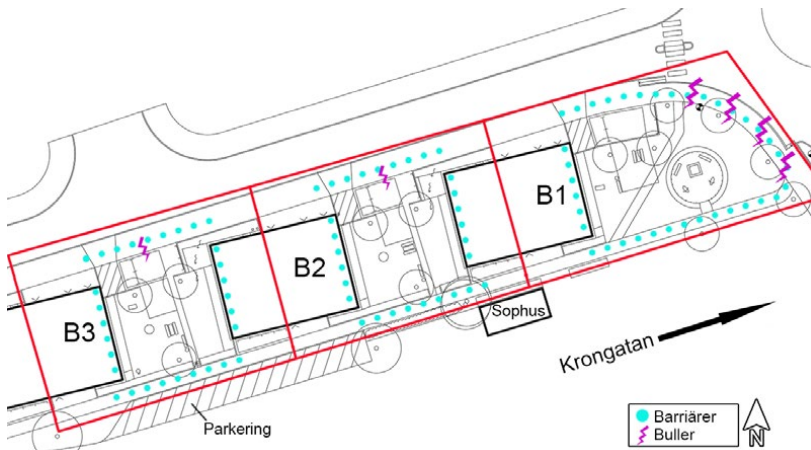 B1
B2
B3
Sophus
Krongatan
Parkering
Barriärer
Buller
N